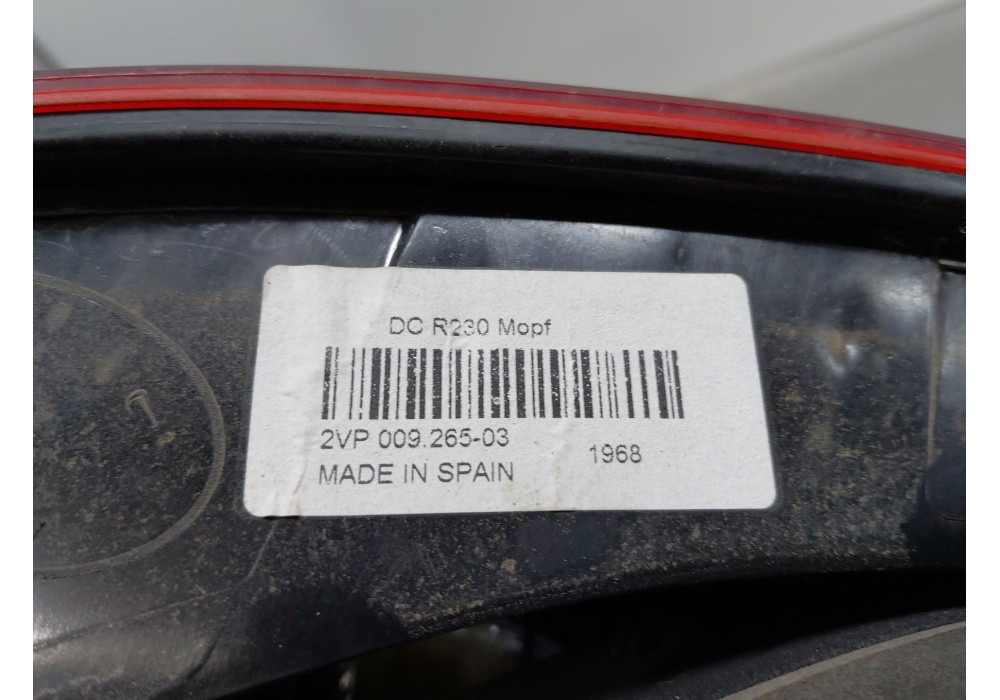 DC R230 Mopf
2VP 009.265-03
1968
MADE IN SPAIN